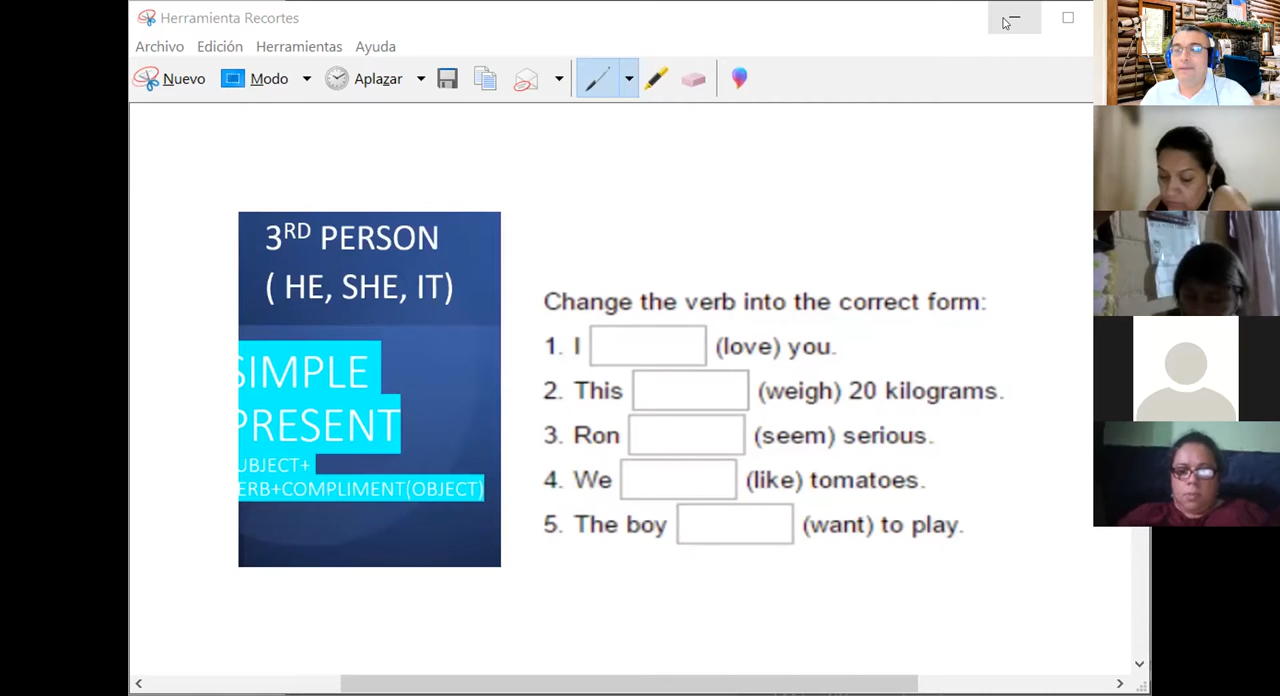 Herramienta Recortes
Archivo Edición Herramientas Ayuda
Nuevo Modo Aplazar
3RD PERSON
( HE, SHE, IT)
SIMPLE
PRESENT
UBJECT+
ERB+COMPLIMENT(OBJECT)
Change the verb into the correct form:
1. I (love) you.
2. This (weigh) 20 kilograms.
3. Ron (seem) serious.
4. We (like) tomatoes.
5. The boy (want) to play.